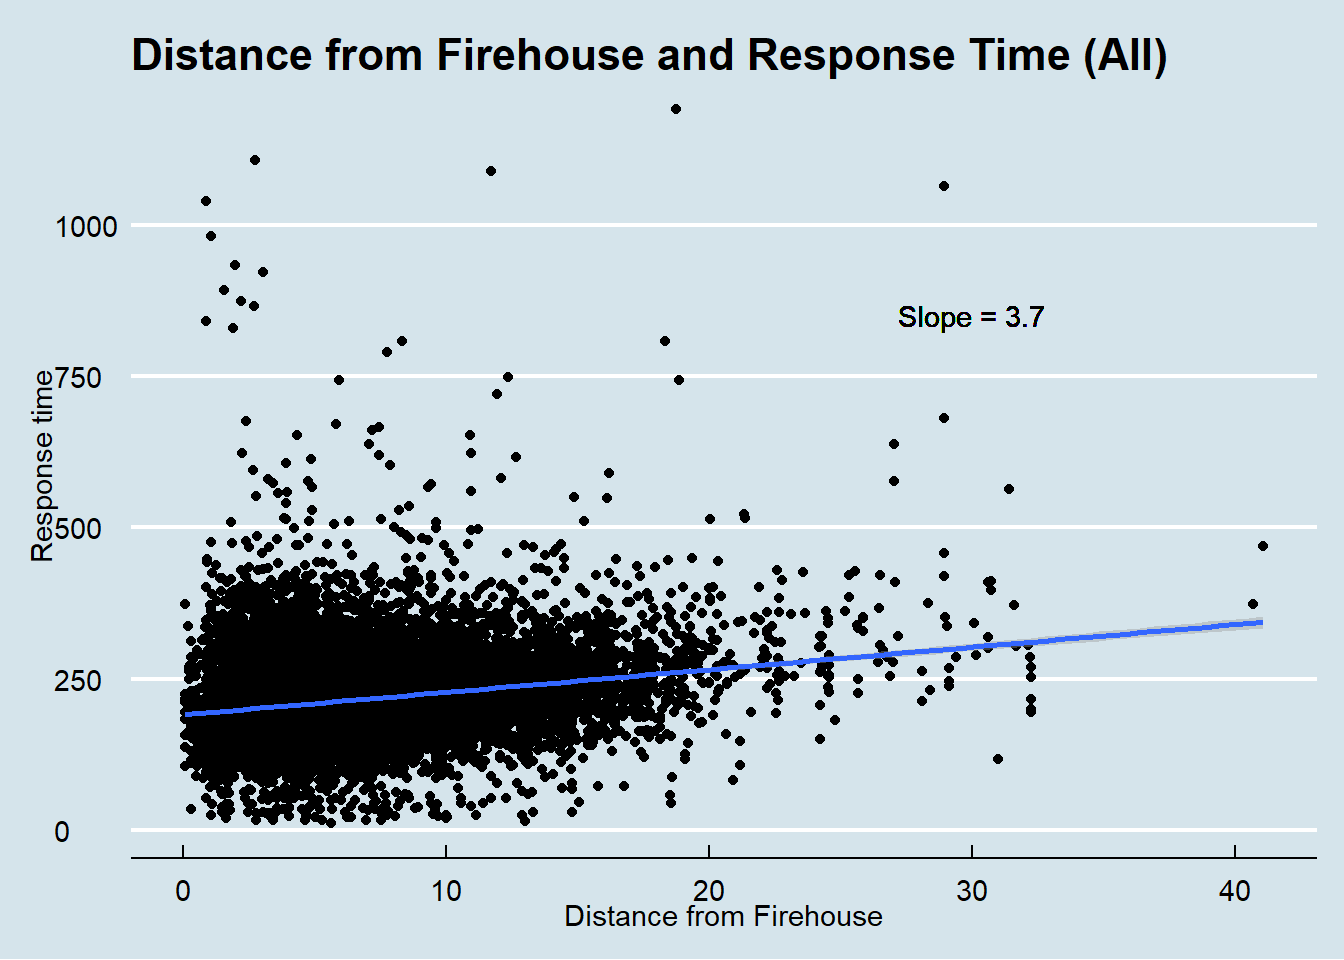 Distance from Firehouse and Response Time (All)
1000
Slope = 3.7
750
Response time
500
250
0
0 10 20 30 40
Distance from Firehouse